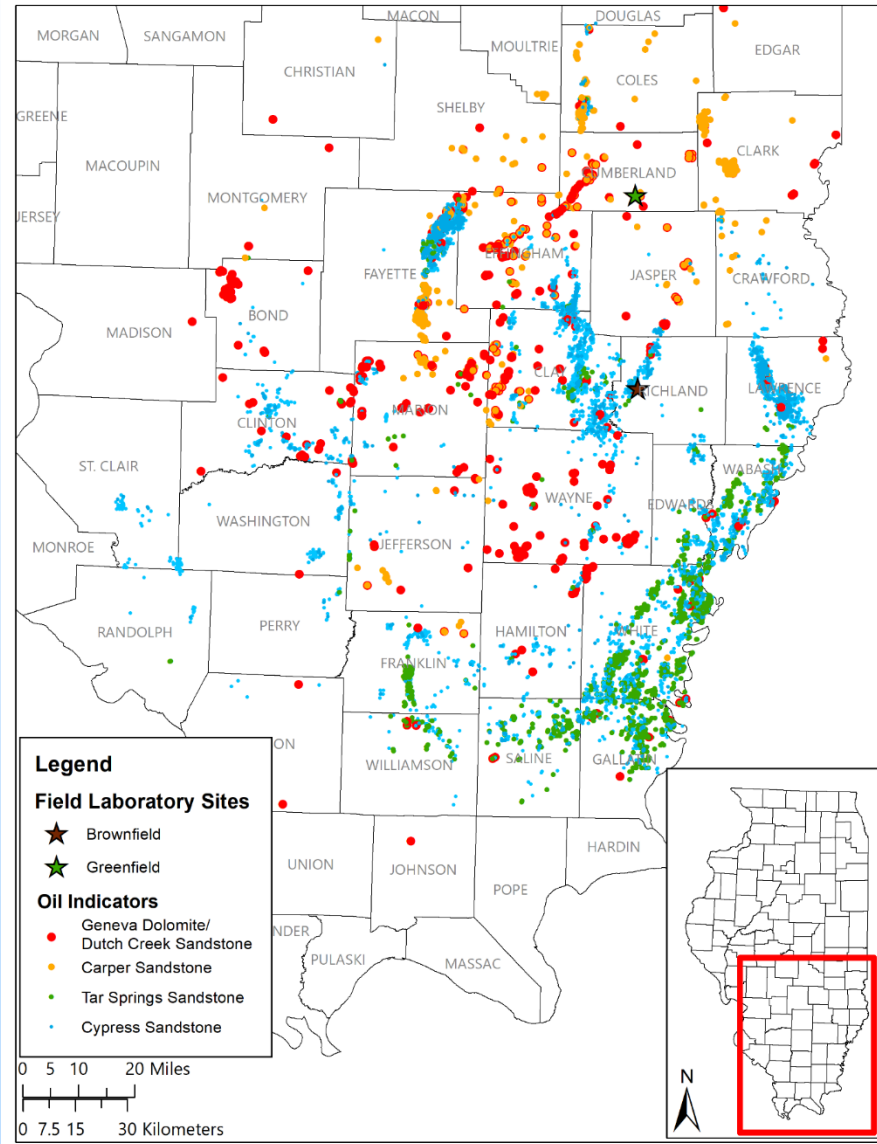 MACON
DOUGLAS
MORGAN
SANGAMON
MOULTRIE
EDGAR
CHRISTIAN
COLES
SHELBY
GREENE
CLARK
MACOUPIN
CUMBERLAND
MONTGOMERY
JERSEY
EFFINGHAM
FAYETTE
JASPER
CRAWFORD
BOND
MADISON
CLAY
RICHLAND
LAWRENCE
MARION
CLINTON
ST. CLAIR
WABASH
WAYNE
EDWARDS
WASHINGTON
JEFFERSON
MONROE
RANDOLPH
PERRY
HAMILTON
WHITE
FRANKLIN
ON
WILLIAMSON
SALINE
GALLATIN
HARDIN
UNION
JOHNSON
POPE
NDER
PULASKI
MASSAC
Legend
Field Laboratory Sites
Brownfield
Greenfield
Oil Indicators
Geneva Dolomite/
Dutch Creek Sandstone
Carper Sandstone
Tar Springs Sandstone
Cypress Sandstone
0 5 10 20 Miles
0 7.5 15 30 Kilometers
N